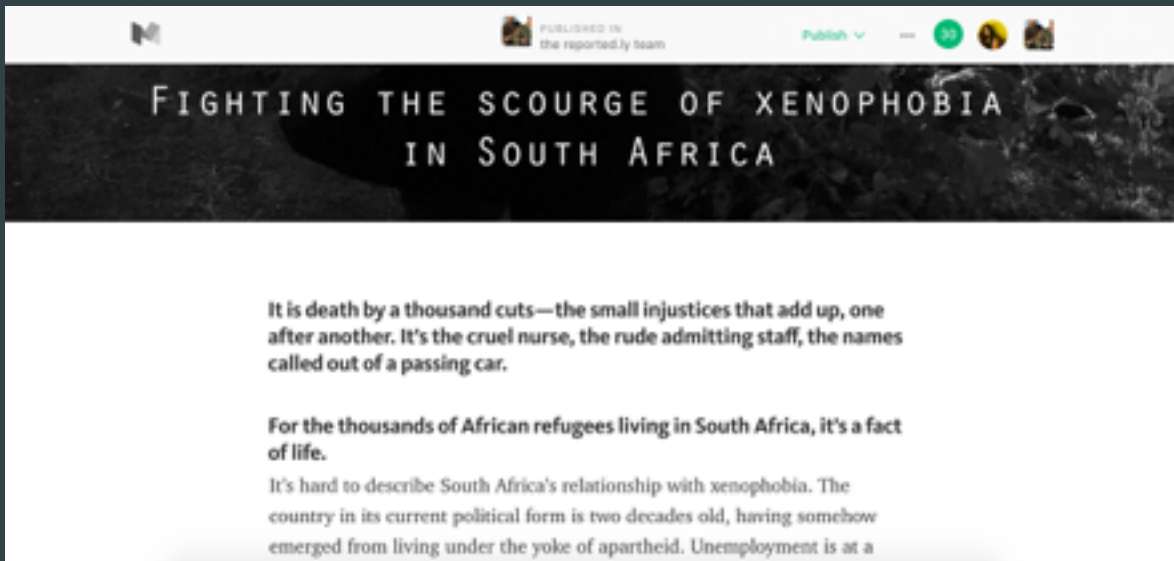 PUBLISHED IN
the reported.ly team
Publish
30
FIGHTING THE SCOURGE OF XENOPHOBIA
IN SOUTH AFRICA
It is death by a thousand cuts—the small injustices that add up, one
after another. It's the cruel nurse, the rude admitting staff, the names
called out of a passing car.
For the thousands of African refugees living in South Africa, it's a fact
of life.
It's hard to describe South Africa's relationship with xenophobia. The
country in its current political form is two decades old, having somehow
emerged from living under the yoke of apartheid. Unemployment is at a